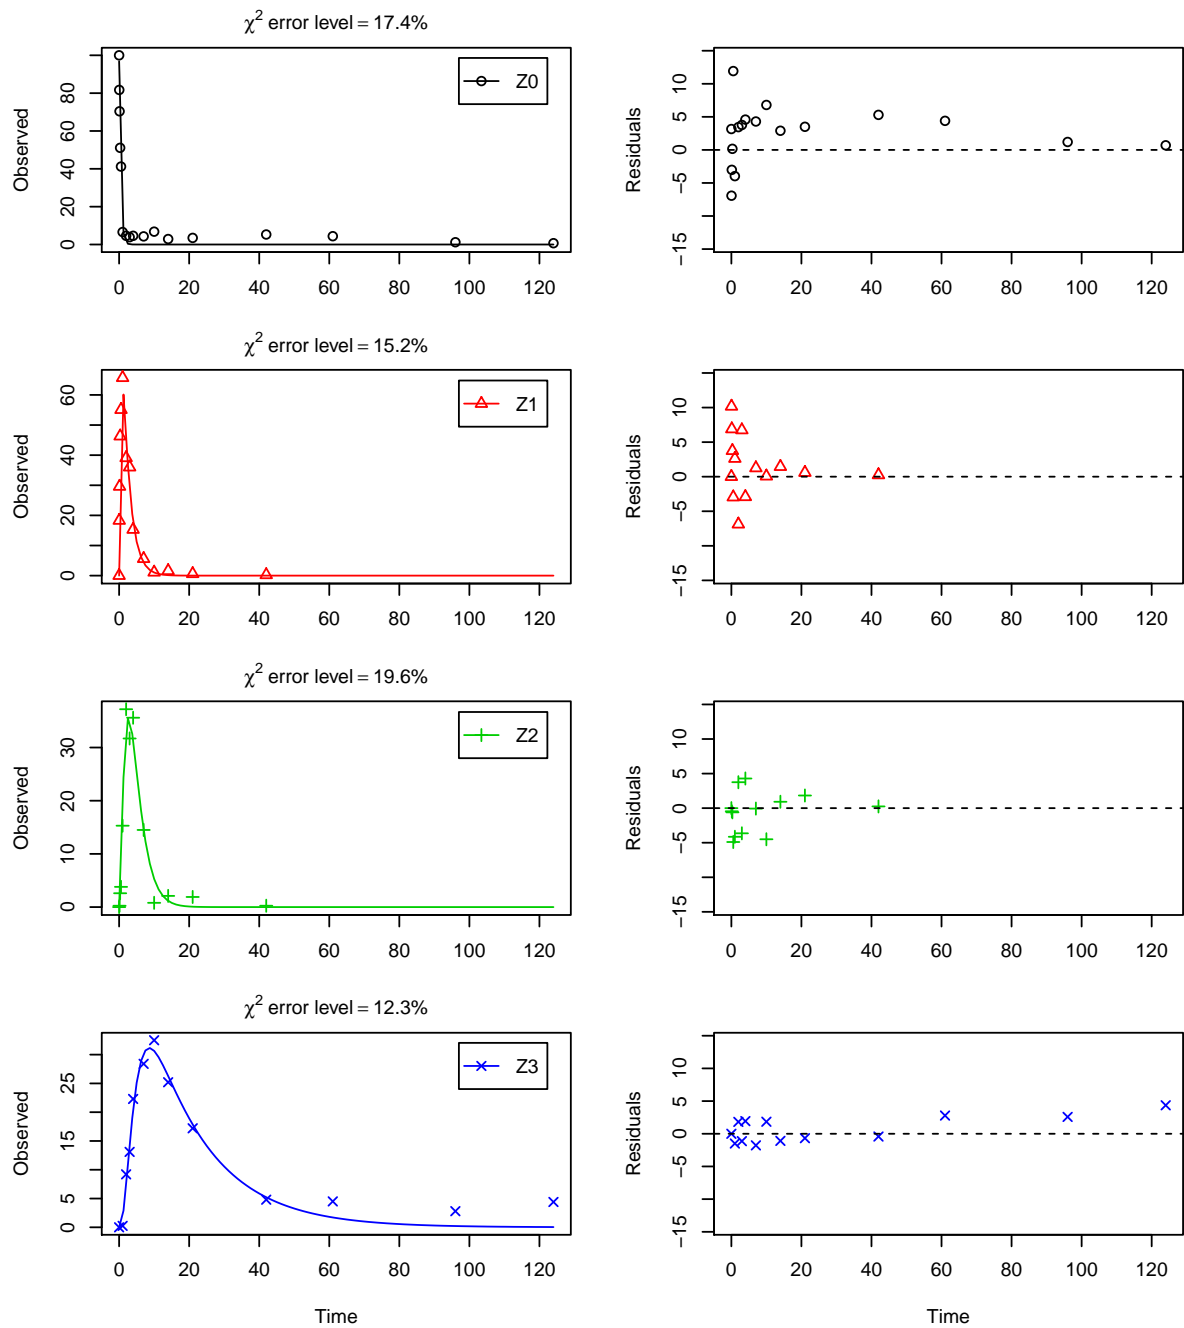 χ2 error level = 17.4%
Observed
0 20 40 60 80
Z0
0 20 40 60 80 100 120
Residuals
−15 −5 0 5 10
0 20 40 60 80 100 120
χ2 error level = 15.2%
Observed
0 20 40 60
Z1
0 20 40 60 80 100 120
Residuals
−15 −5 0 5 10
0 20 40 60 80 100 120
χ2 error level = 19.6%
Observed
0 10 30
Z2
0 20 40 60 80 100 120
Residuals
−15 −5 0 5 10
0 20 40 60 80 100 120
χ2 error level = 12.3%
Observed
0 5 15 25
Z3
0 20 40 60 80 100 120
Time
Residuals
−15 −5 0 5 10
0 20 40 60 80 100 120
Time